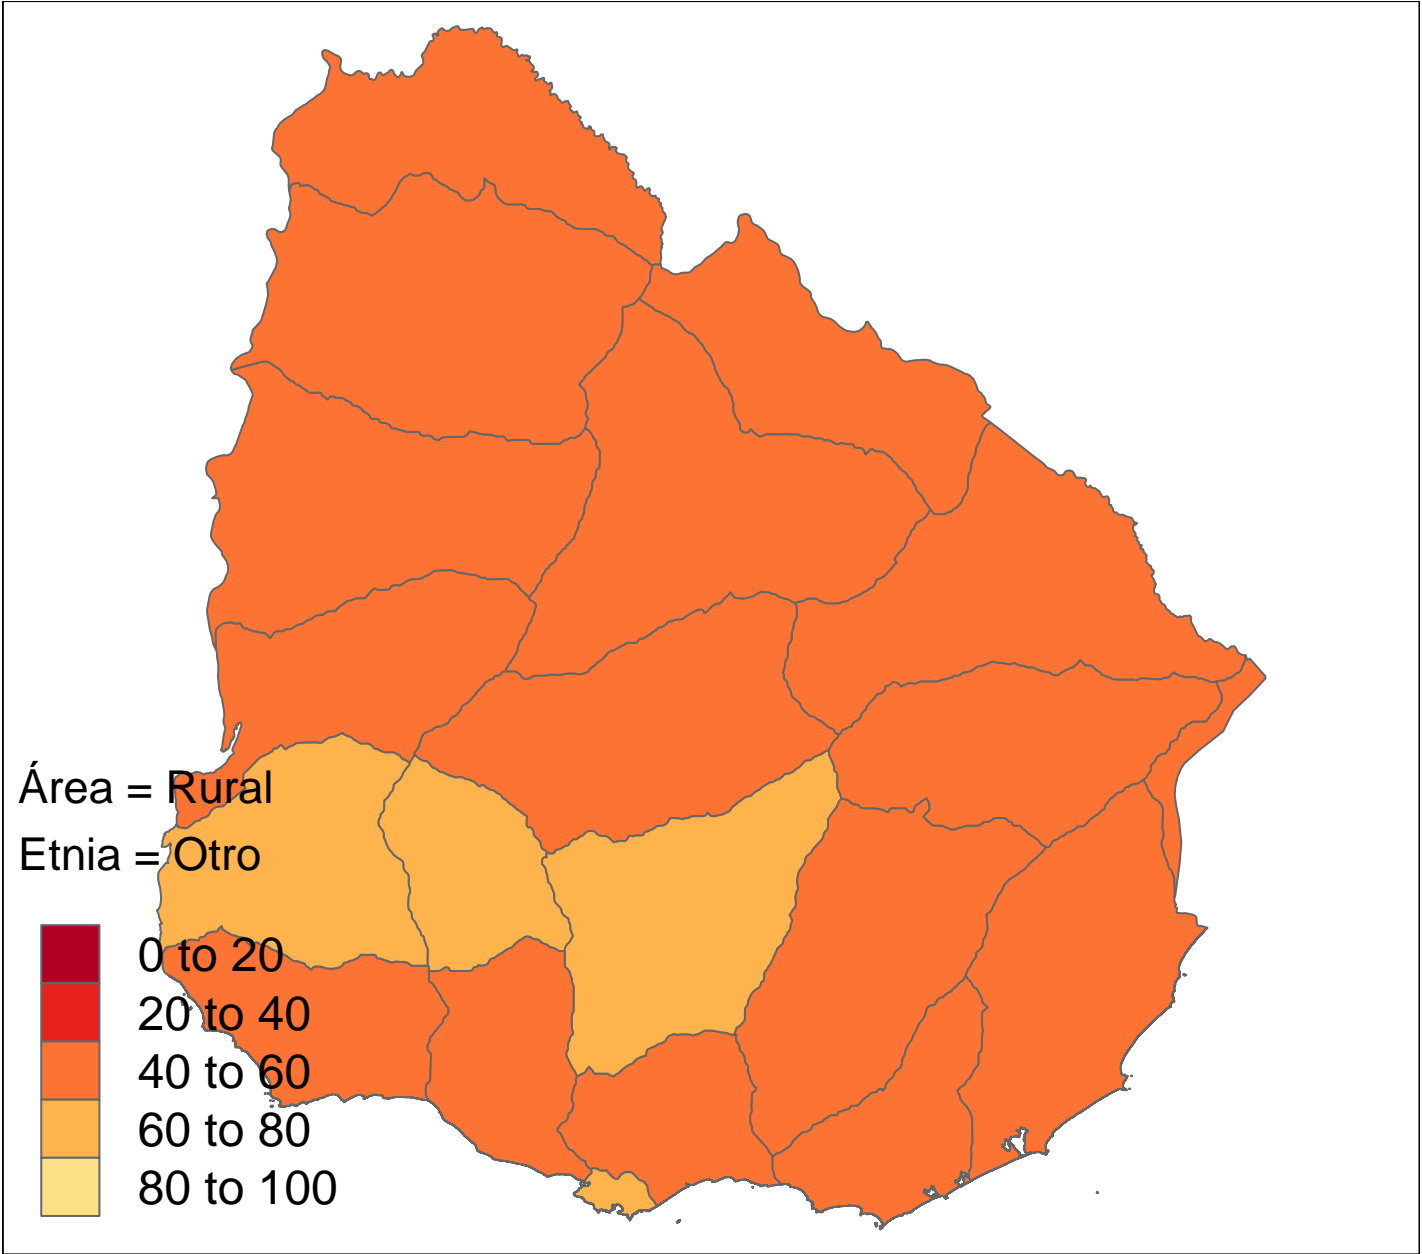 Área = Rural
Etnia = Otro
0 to 20
20 to 40
40 to 60
60 to 80
80 to 100